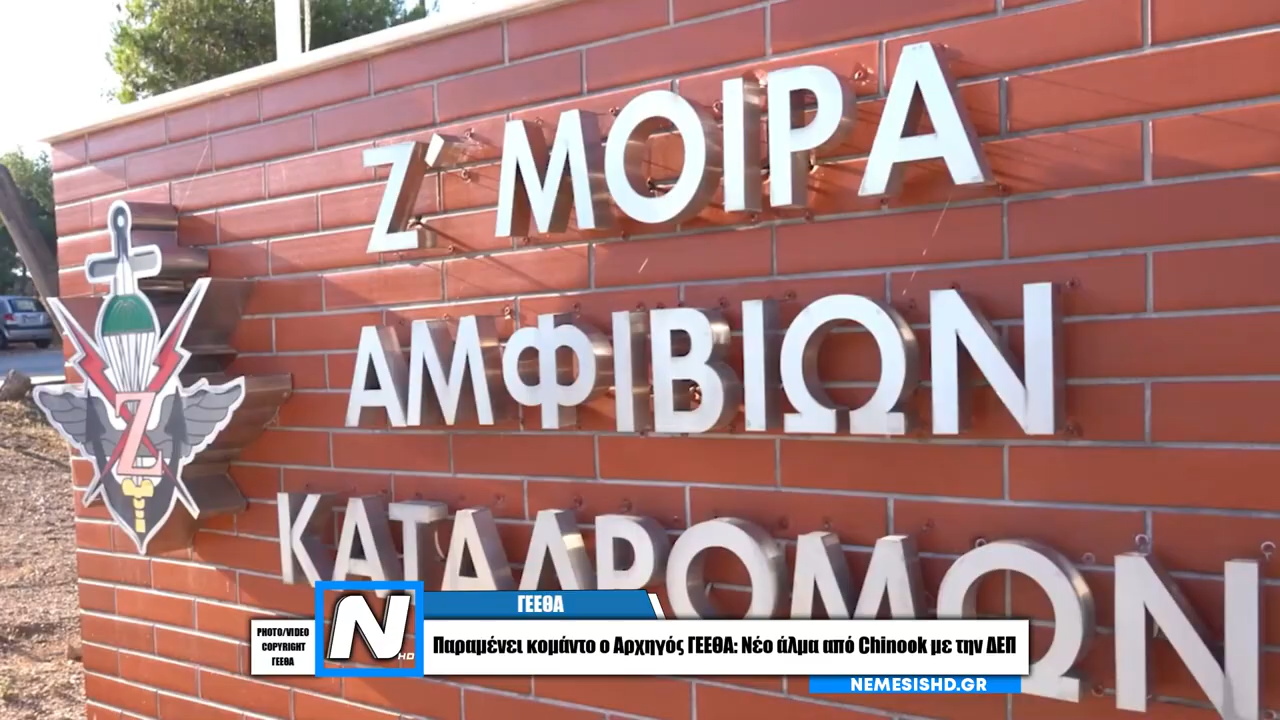 Ζ΄ ΜΟΙΡΑ
ΑΜΦΙΒΙΩΝ
ΚΑΤΑΔΡΟΜΩΝ
Z
ΓΕΕΘΑ
PHOTO/VIDEO
COPYRIGHT
ΓΕΕΘΑ
N
HD
Παραμένει κομάντο ο Αρχηγός ΓΕΕΘΑ: Νέο άλμα από Chinook με την ΔΕΠ
NEMESISHD.GR